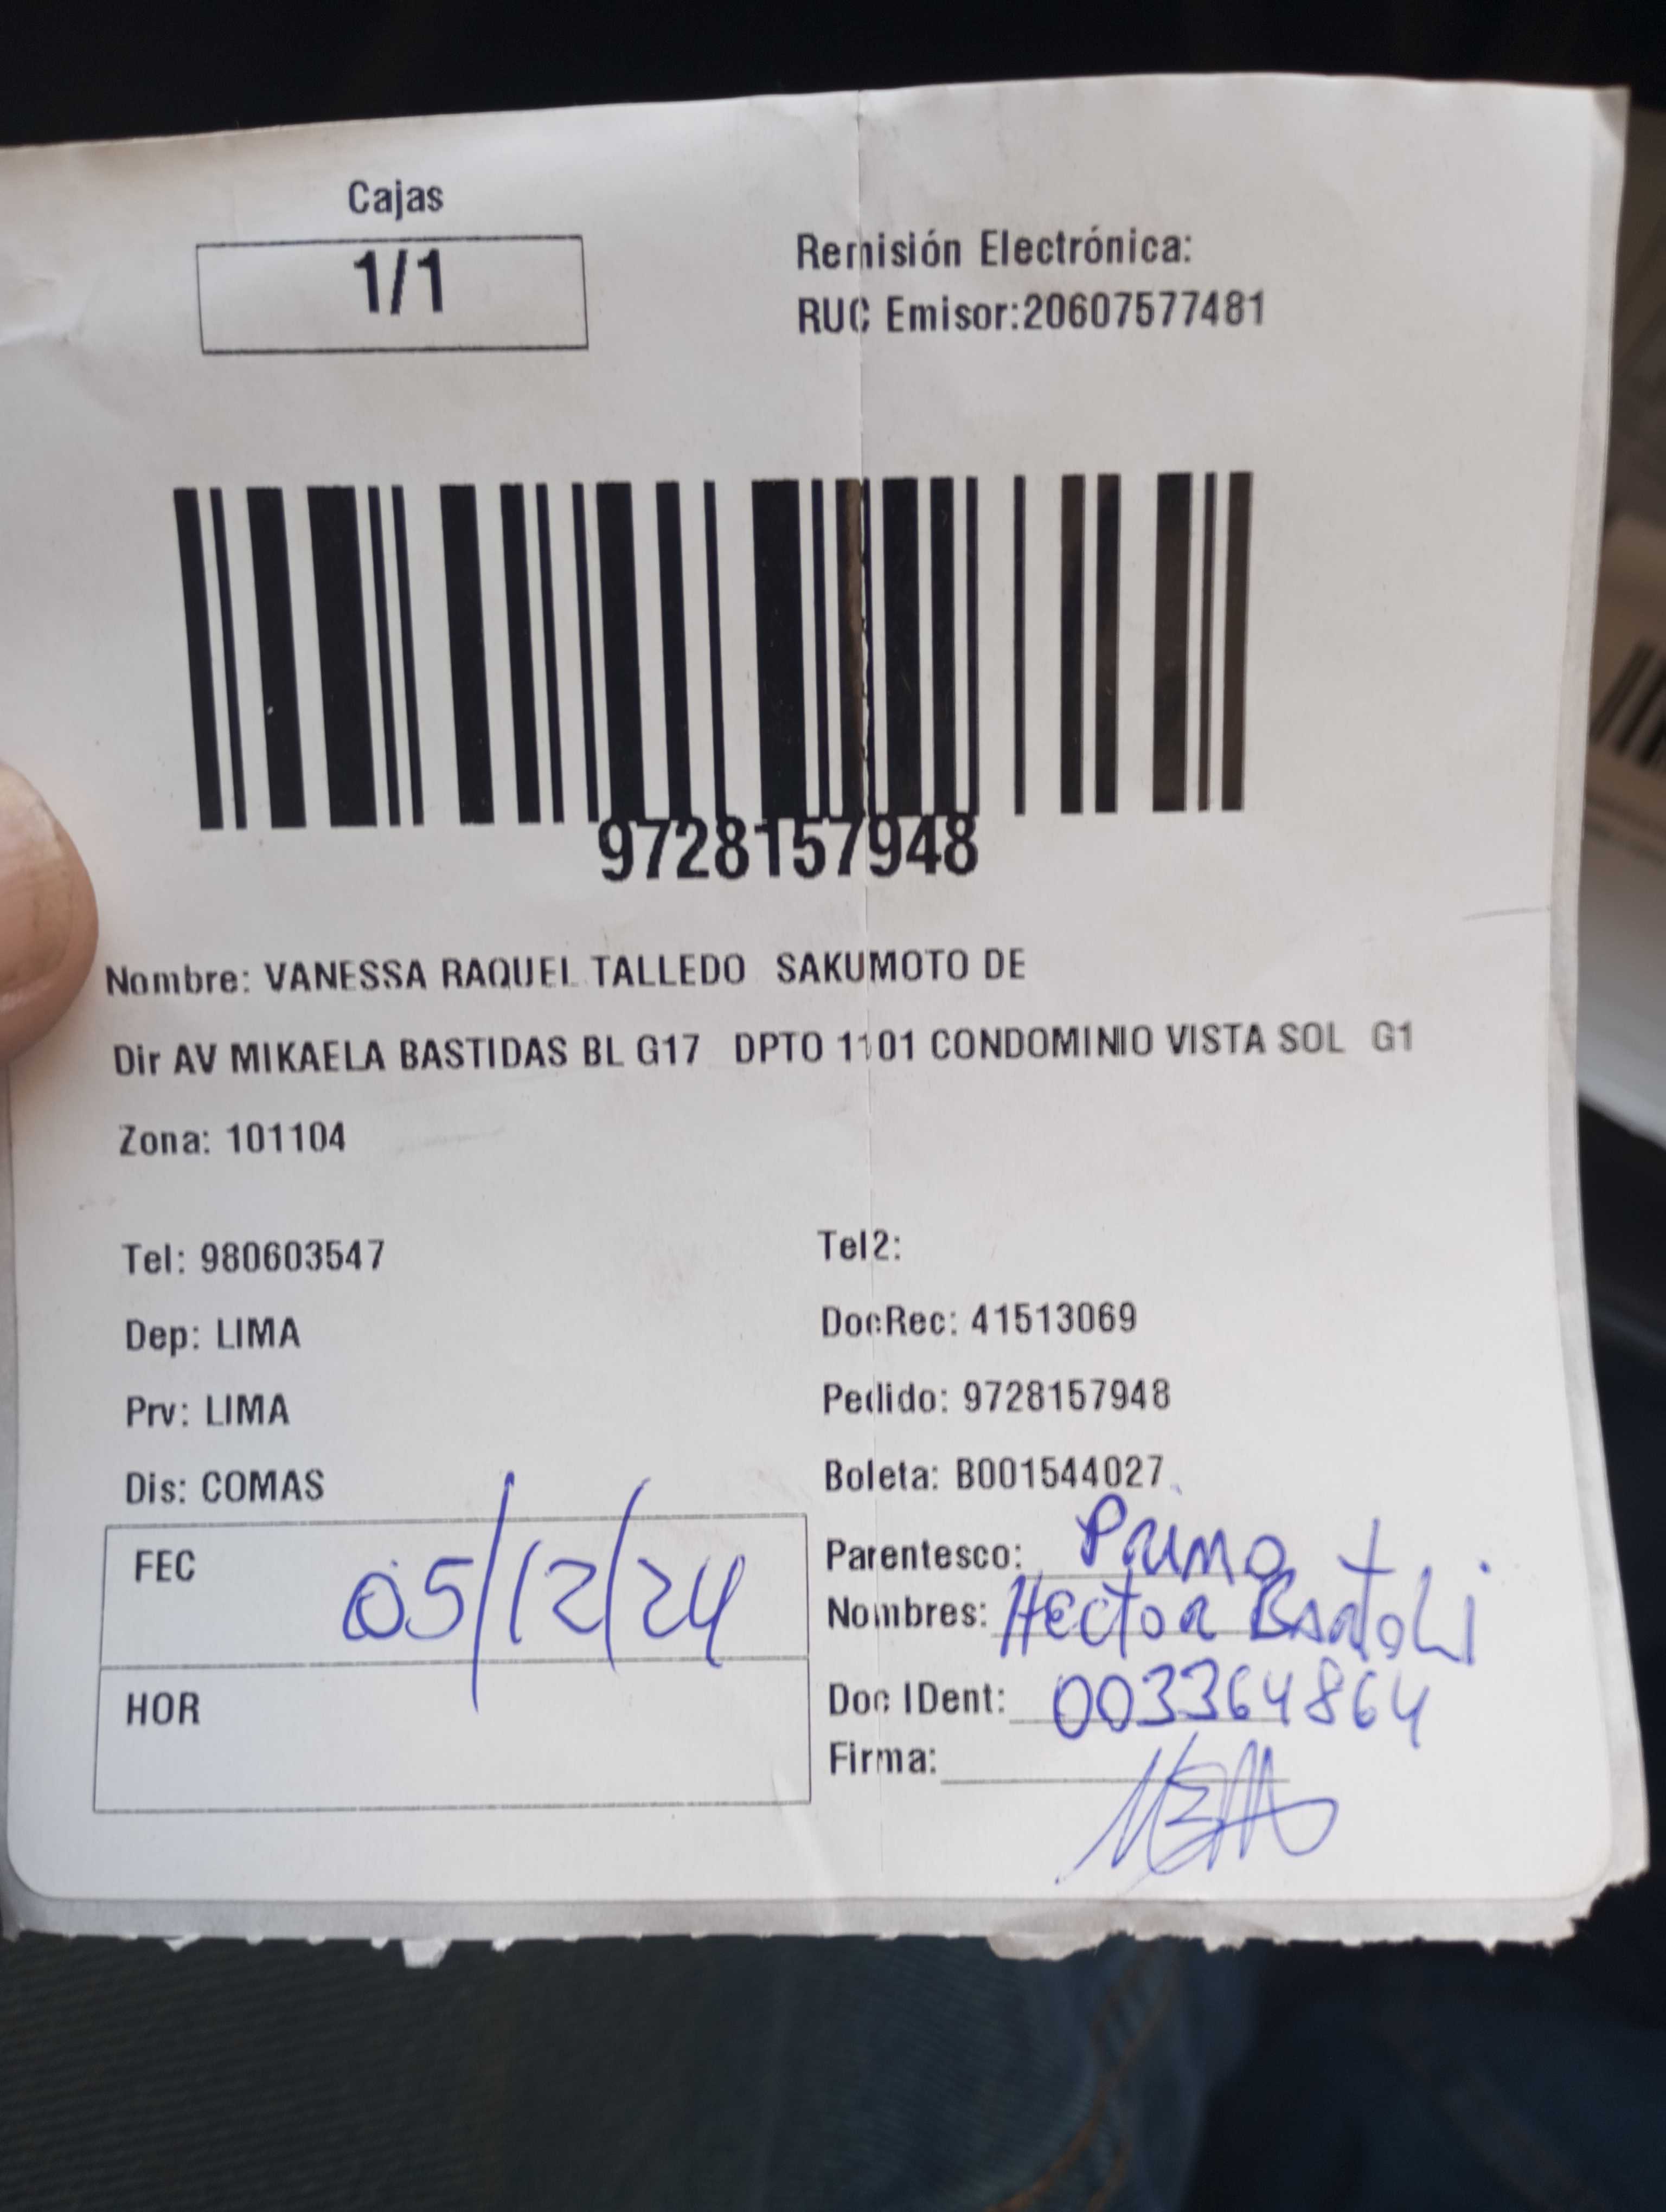 Cajas
1/1
Remisión Electrónica:
RUC Emisor:20607577481
9728157948
Nombre: VANESSA RAQUEL TALLEDO SAKUMOTO DE
Dir AV MIKAELA BASTIDAS BL G17 DPTO 1101 CONDOMINIO VISTA SOL G1
Zona: 101104
Tel: 980603547
Tel2:
Dep: LIMA
DocRec: 41513069
Prv: LIMA
Pedido: 9728157948
Dis: COMAS
Boleta: B001544027
FEC 05/12/24
HOR
Parentesco: Primo
Nombres: Hector Bartoli
Doc IDent: 003364864
Firma: